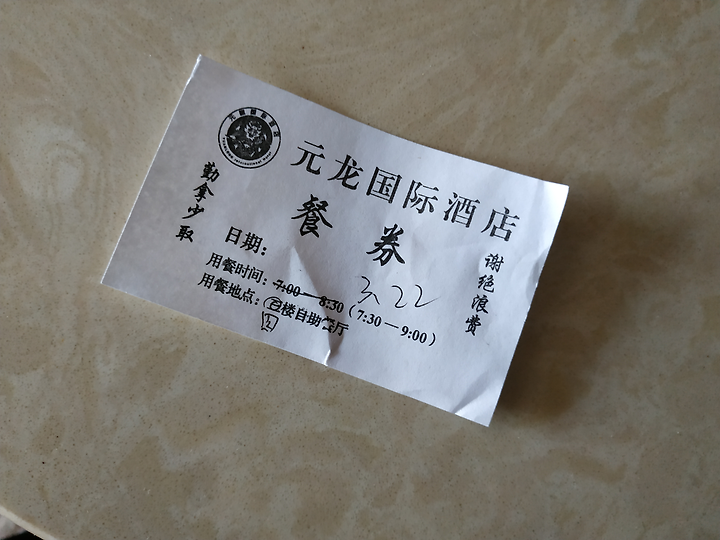 元龙国际酒店
餐 券
勤拿少取
谢绝浪费
日期: 3.22
用餐时间: 7:00—8:30 (7:30—9:00)
用餐地点: 楼自助餐厅